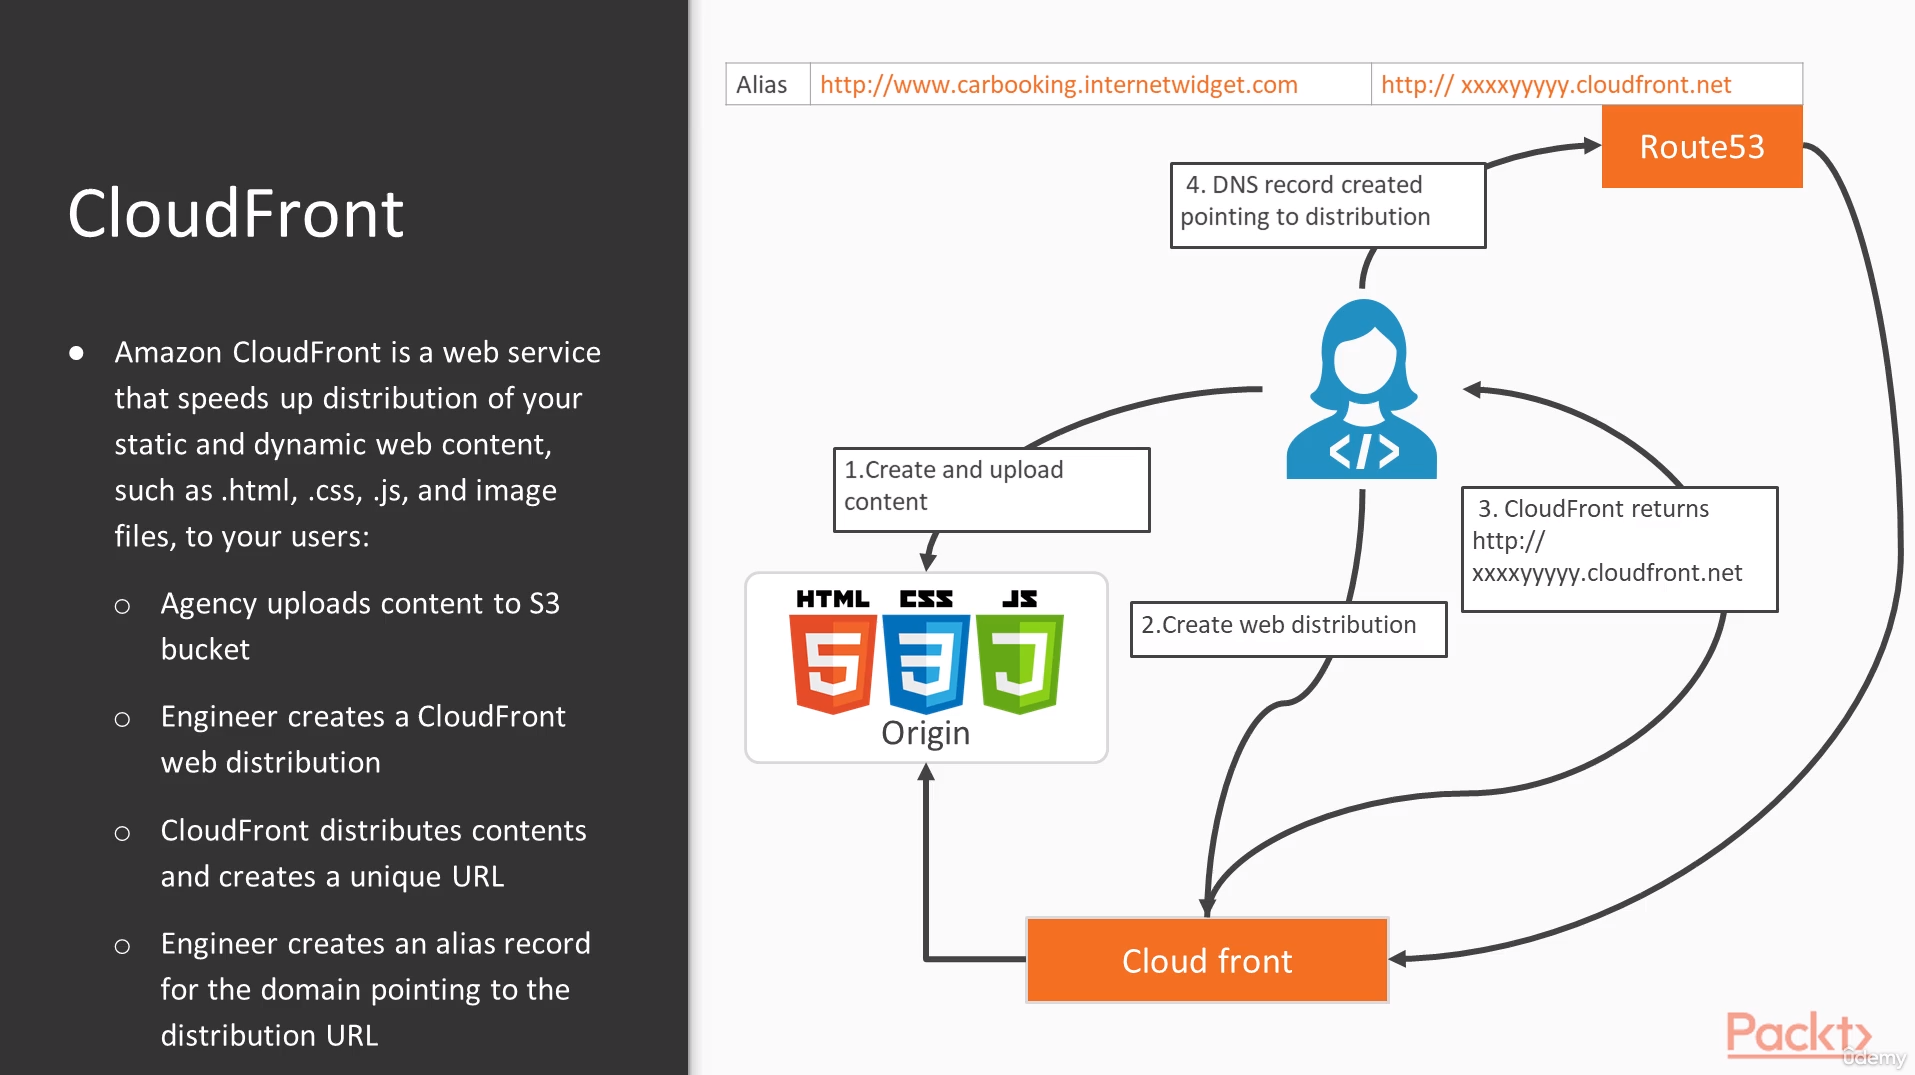 CloudFront
● Amazon CloudFront is a web service
that speeds up distribution of your
static and dynamic web content,
such as .html, .css, .js, and image
files, to your users:
o Agency uploads content to S3
bucket
o Engineer creates a CloudFront
web distribution
o CloudFront distributes contents
and creates a unique URL
o Engineer creates an alias record
for the domain pointing to the
distribution URL
Alias http://www.carbooking.internetwidget.com http:// xxxxyyyyy.cloudfront.net
Route53
4. DNS record created
pointing to distribution
</>
1.Create and upload
content
3. CloudFront returns
http://
xxxxyyyyy.cloudfront.net
HTML CSS JS
5 3 J
Origin
2.Create web distribution
Cloud front
Packt>
ûdemy